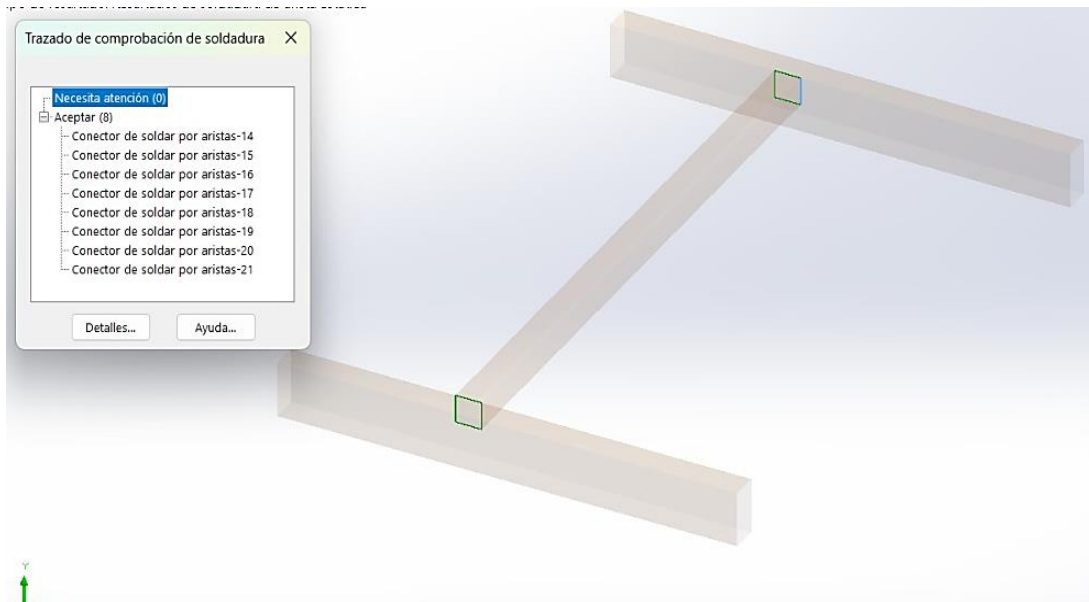 Trazado de comprobación de soldadura
Necesita atención (0)
Aceptar (8)
Conector de soldar por aristas-14
Conector de soldar por aristas-15
Conector de soldar por aristas-16
Conector de soldar por aristas-17
Conector de soldar por aristas-18
Conector de soldar por aristas-19
Conector de soldar por aristas-20
Conector de soldar por aristas-21
Detalles... Ayuda...
Y